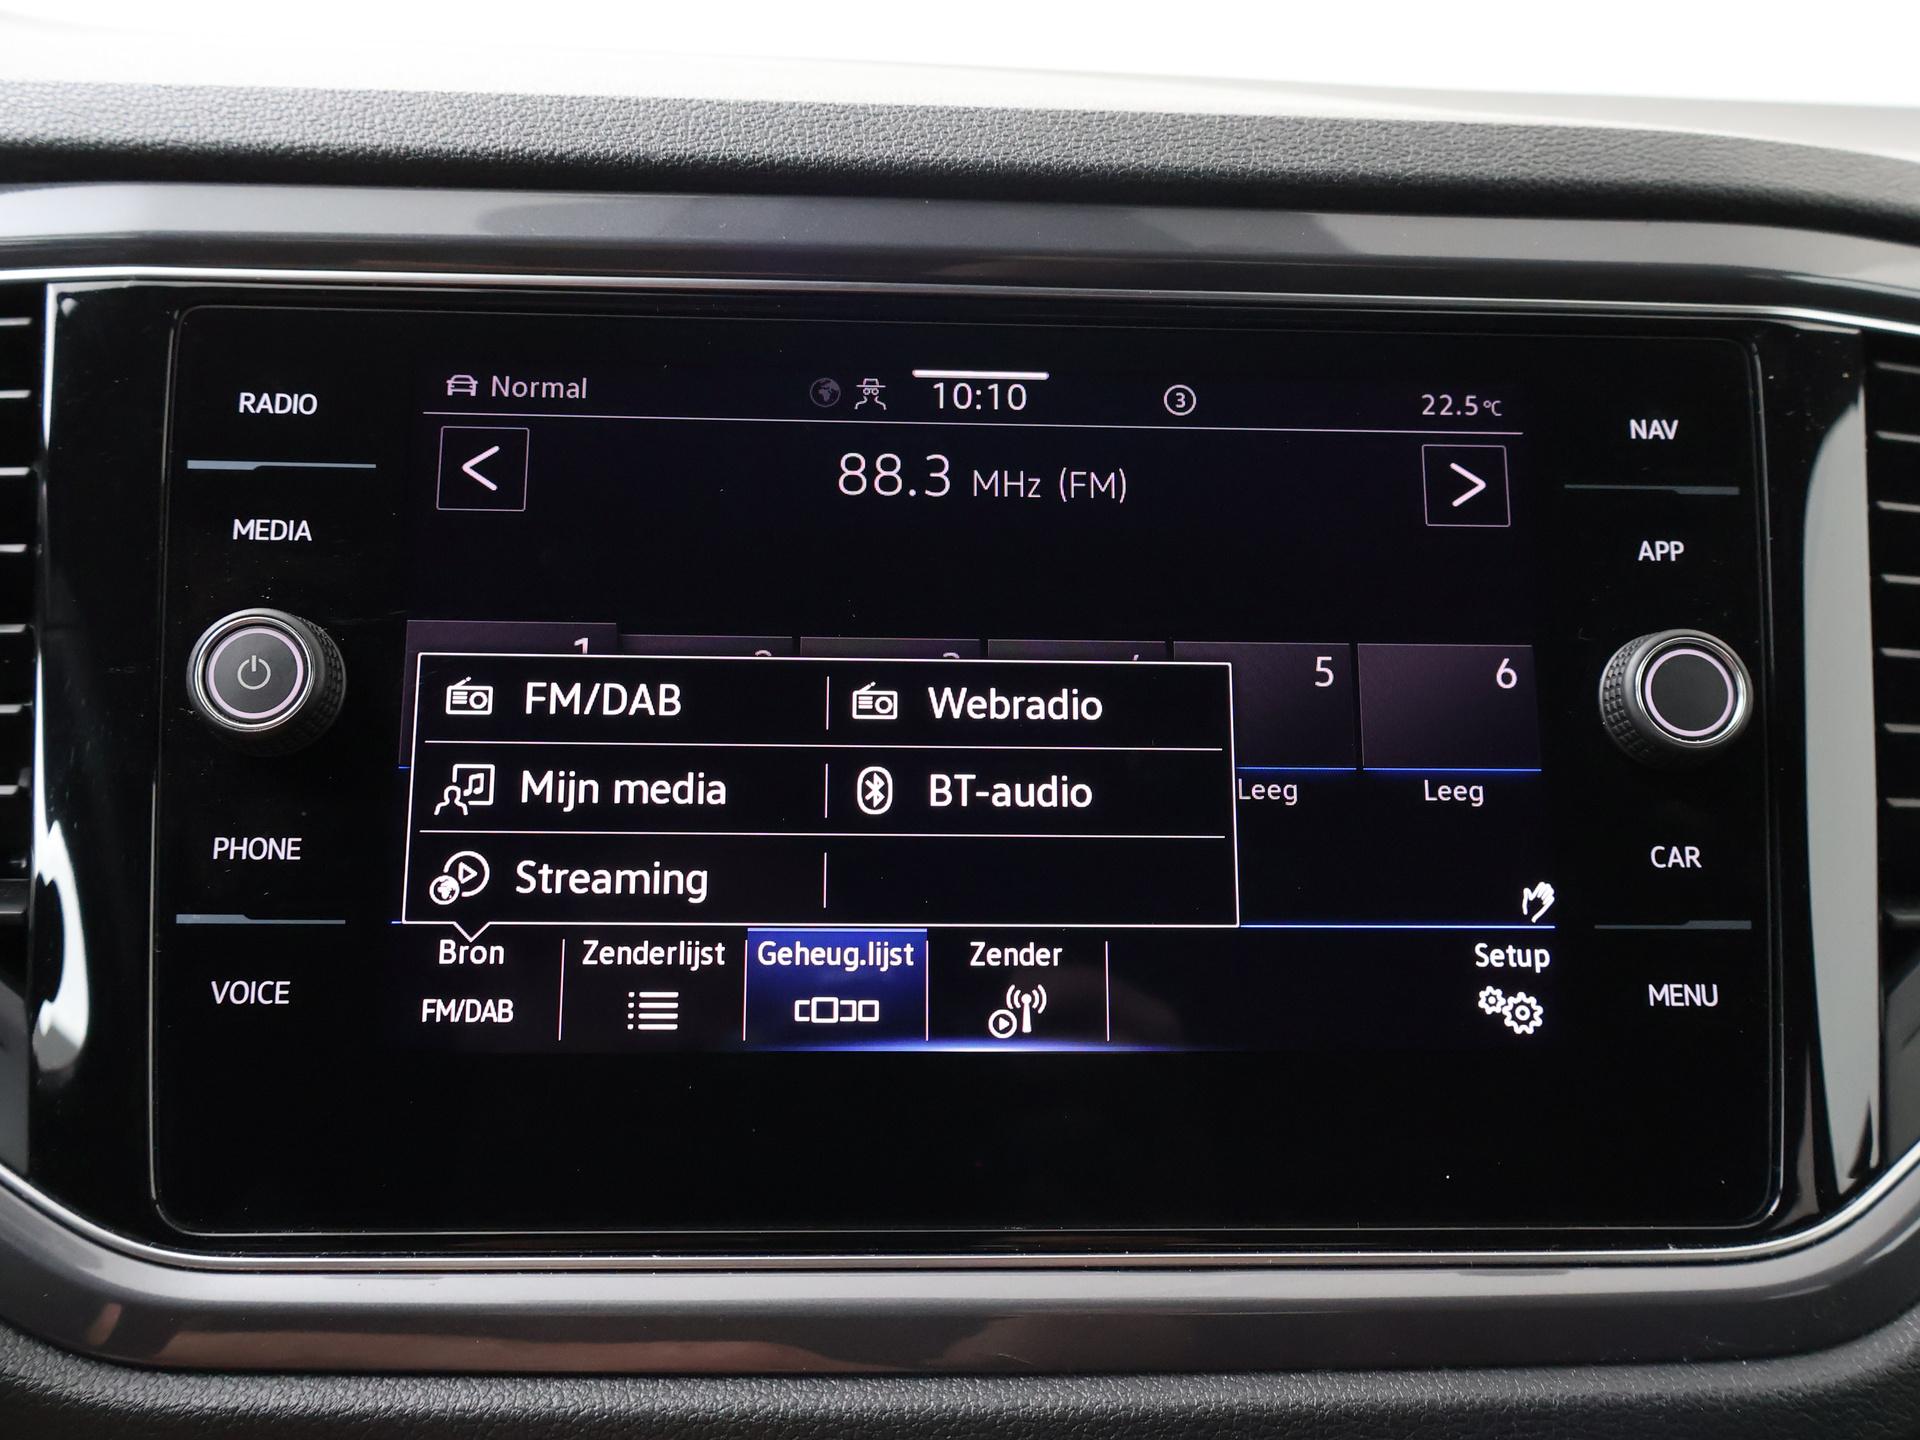 RADIO
MEDIA
PHONE
VOICE
Normal
10:10
3
22.5°C
88.3 MHz (FM)
1
5
6
FM/DAB
Webradio
Mijn media
BT-audio
Streaming
Leeg
Leeg
Bron
FM/DAB
Zenderlijst
Geheug.lijst
Zender
Setup
NAV
APP
CAR
MENU